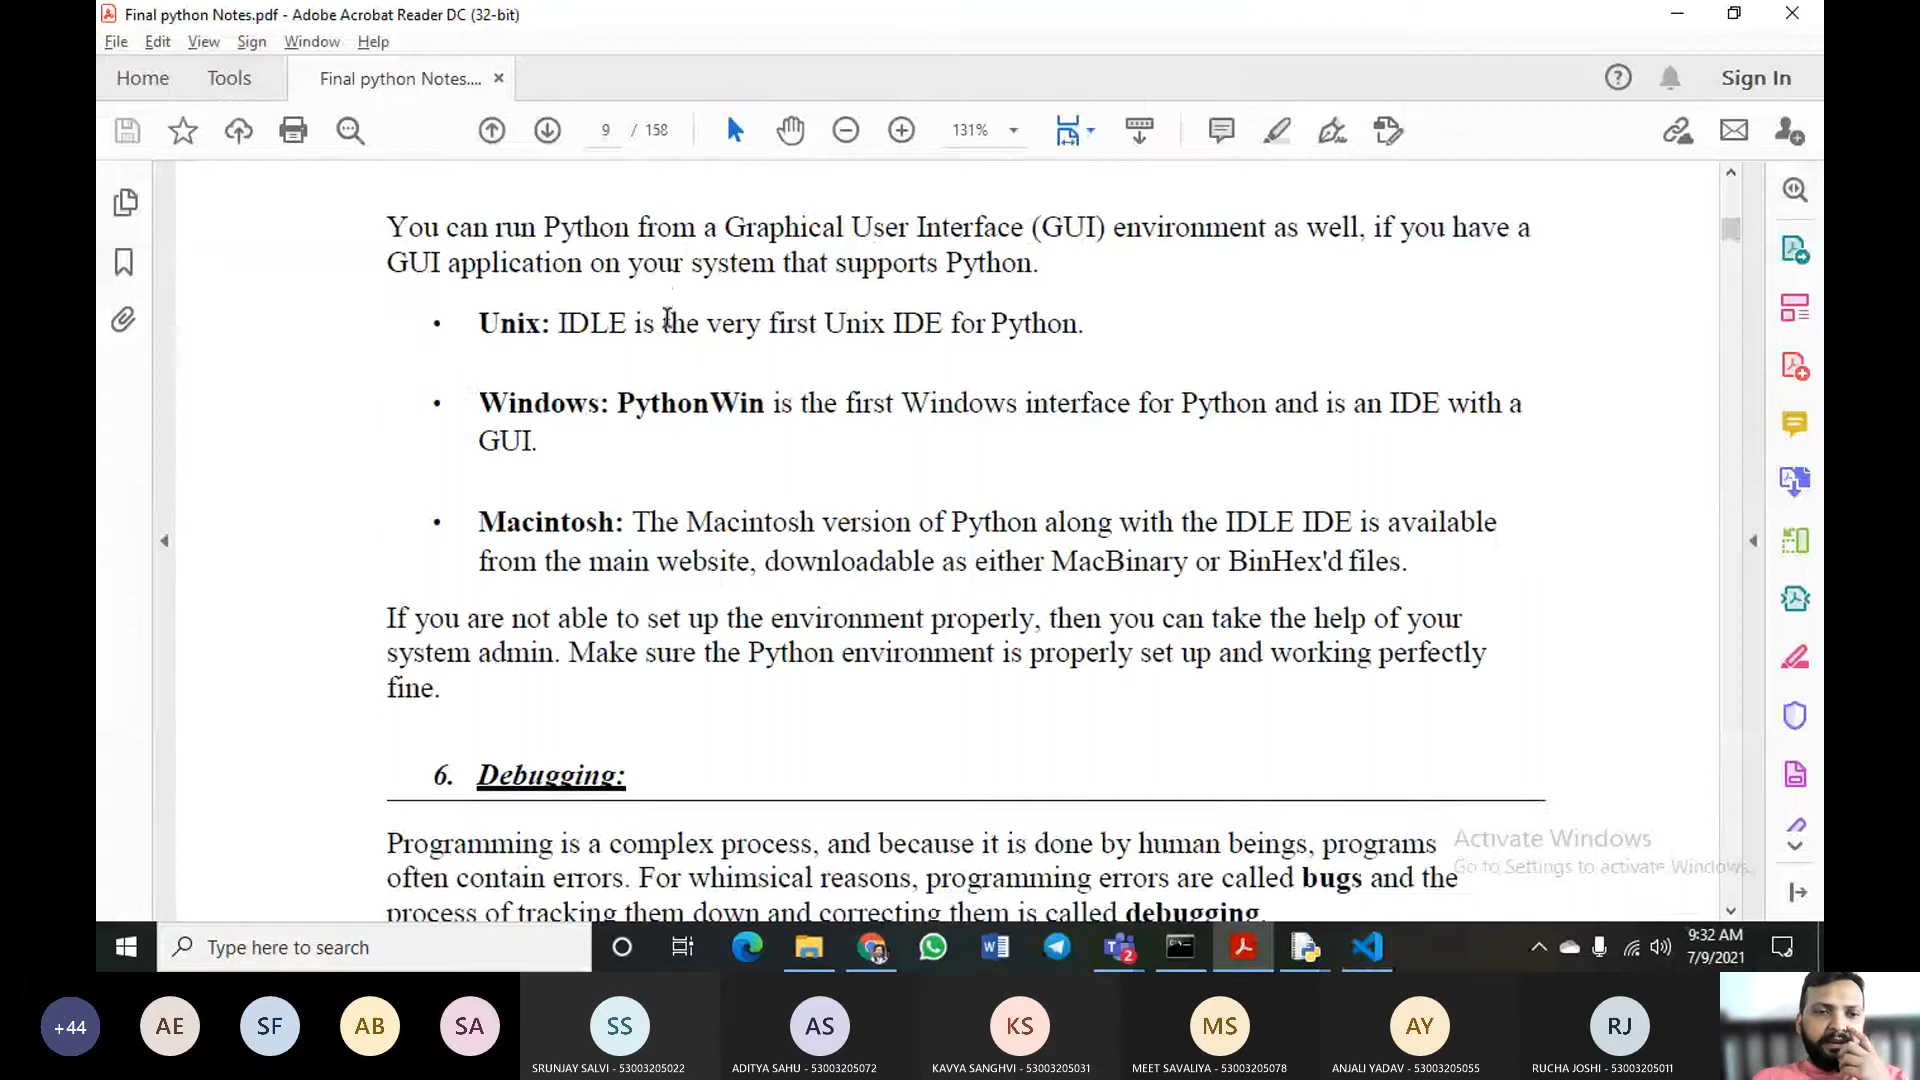 Final python Notes.pdf - Adobe Acrobat Reader DC (32-bit)
File Edit View Sign Window Help
Home Tools Final python Notes.... × Sign In
9 / 158 131%
You can run Python from a Graphical User Interface (GUI) environment as well, if you have a
GUI application on your system that supports Python.
• Unix: IDLE is the very first Unix IDE for Python.
• Windows: PythonWin is the first Windows interface for Python and is an IDE with a
GUI.
• Macintosh: The Macintosh version of Python along with the IDLE IDE is available
from the main website, downloadable as either MacBinary or BinHex'd files.
If you are not able to set up the environment properly, then you can take the help of your
system admin. Make sure the Python environment is properly set up and working perfectly
fine.
6. Debugging:
Programming is a complex process, and because it is done by human beings, programs
often contain errors. For whimsical reasons, programming errors are called bugs and the
process of tracking them down and correcting them is called debugging.
Activate Windows
Go to Settings to activate Windows.
Type here to search
2
9:32 AM
7/9/2021
+44 AE SF AB SA SS AS KS MS AY RJ
SRUNJAY SALVI - 53003205022 ADITYA SAHU - 53003205072 KAVYA SANGHVI - 53003205031 MEET SAVALIYA - 53003205078 ANJALI YADAV - 53003205055 RUCHA JOSHI - 53003205011